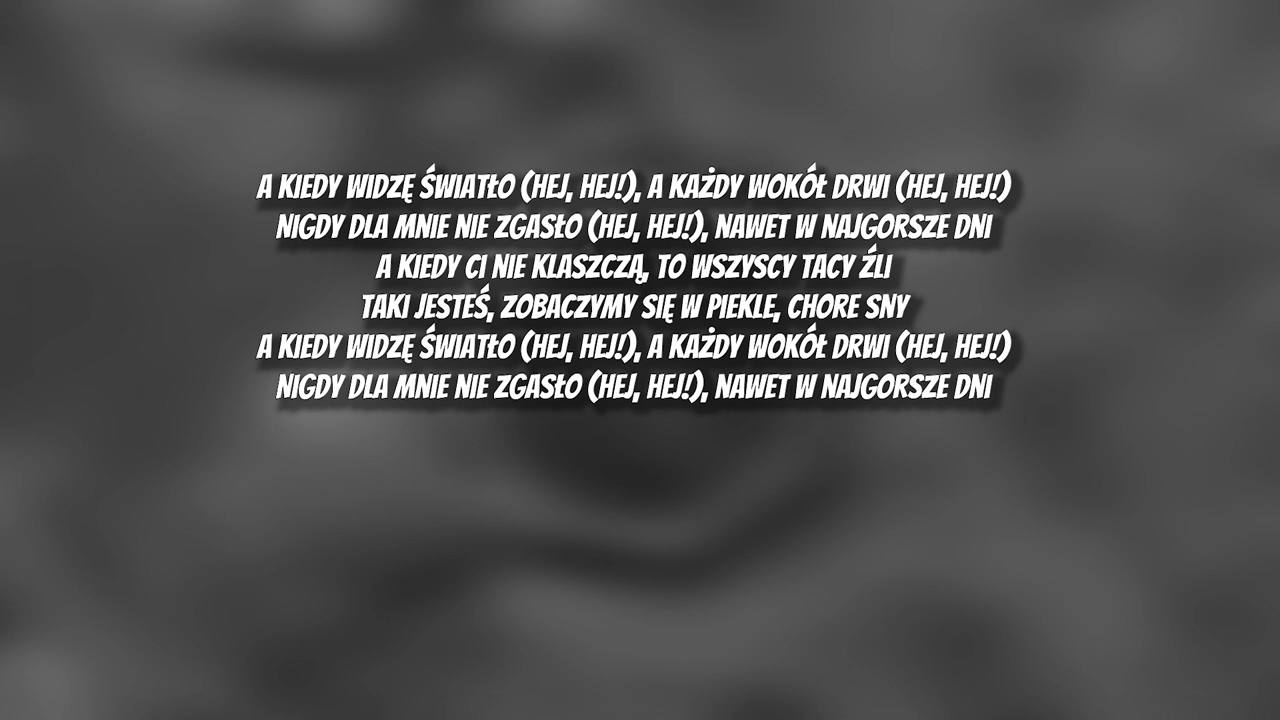 A KIEDY WIDZĘ ŚWIATŁO (HEJ, HEJ!), A KAŻDY WOKÓŁ DRWI (HEJ, HEJ!)
NIGDY DLA MNIE NIE ZGASŁO (HEJ, HEJ!), NAWET W NAJGORSZE DNI
A KIEDY CI NIE KLASZCZĄ, TO WSZYSCY TACY ŹLI
TAKI JESTEŚ, ZOBACZYMY SIĘ W PIEKLE, CHORE SNY
A KIEDY WIDZĘ ŚWIATŁO (HEJ, HEJ!), A KAŻDY WOKÓŁ DRWI (HEJ, HEJ!)
NIGDY DLA MNIE NIE ZGASŁO (HEJ, HEJ!), NAWET W NAJGORSZE DNI